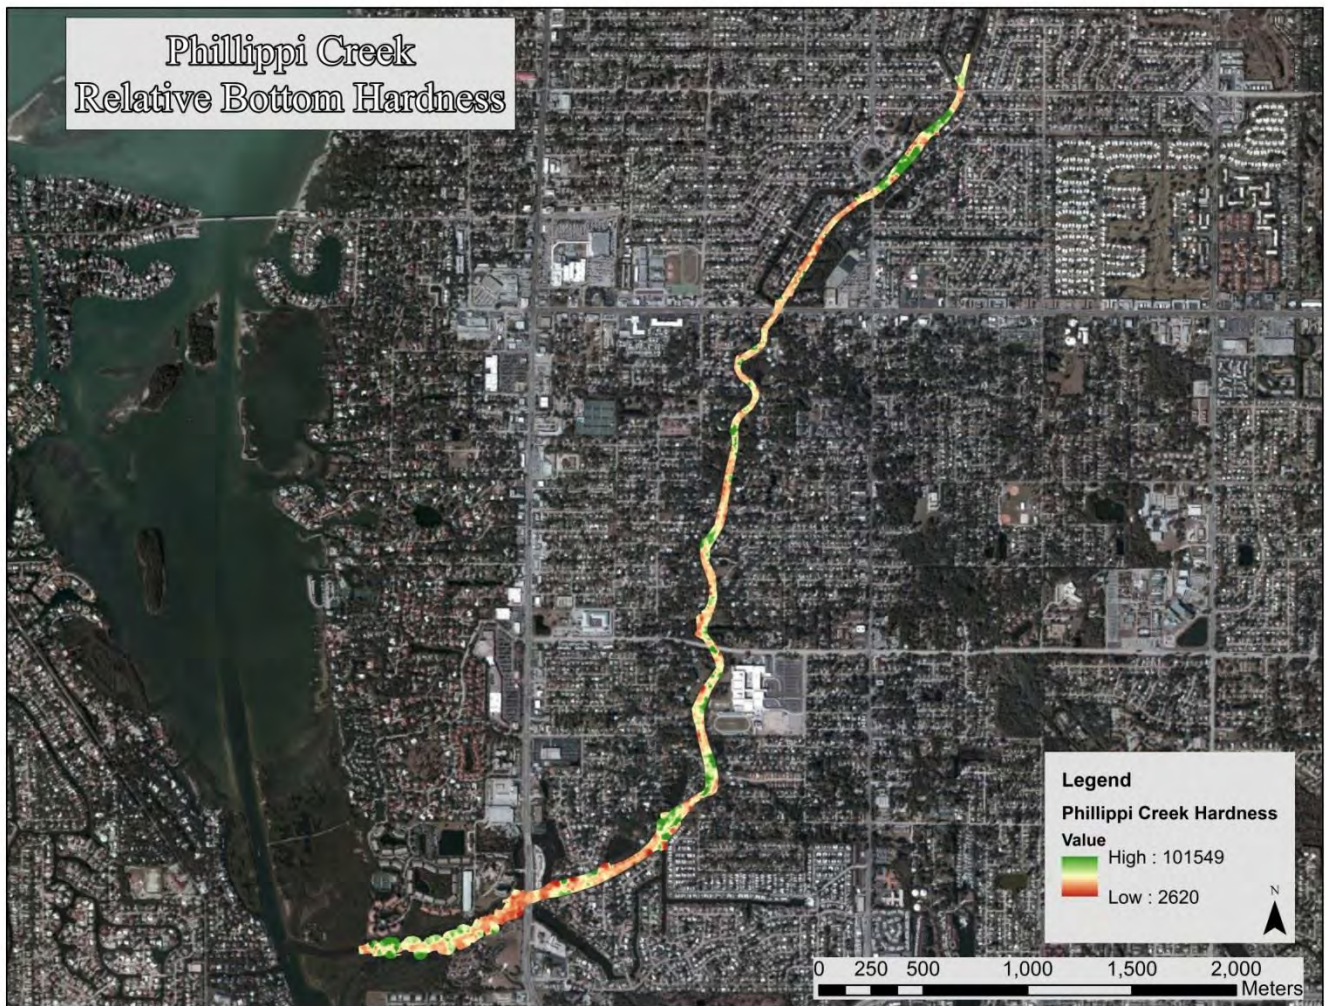 Phillippi Creek
Relative Bottom Hardness
Legend
Phillippi Creek Hardness
Value
High : 101549
Low : 2620
N
0 250 500 1,000 1,500 2,000
Meters